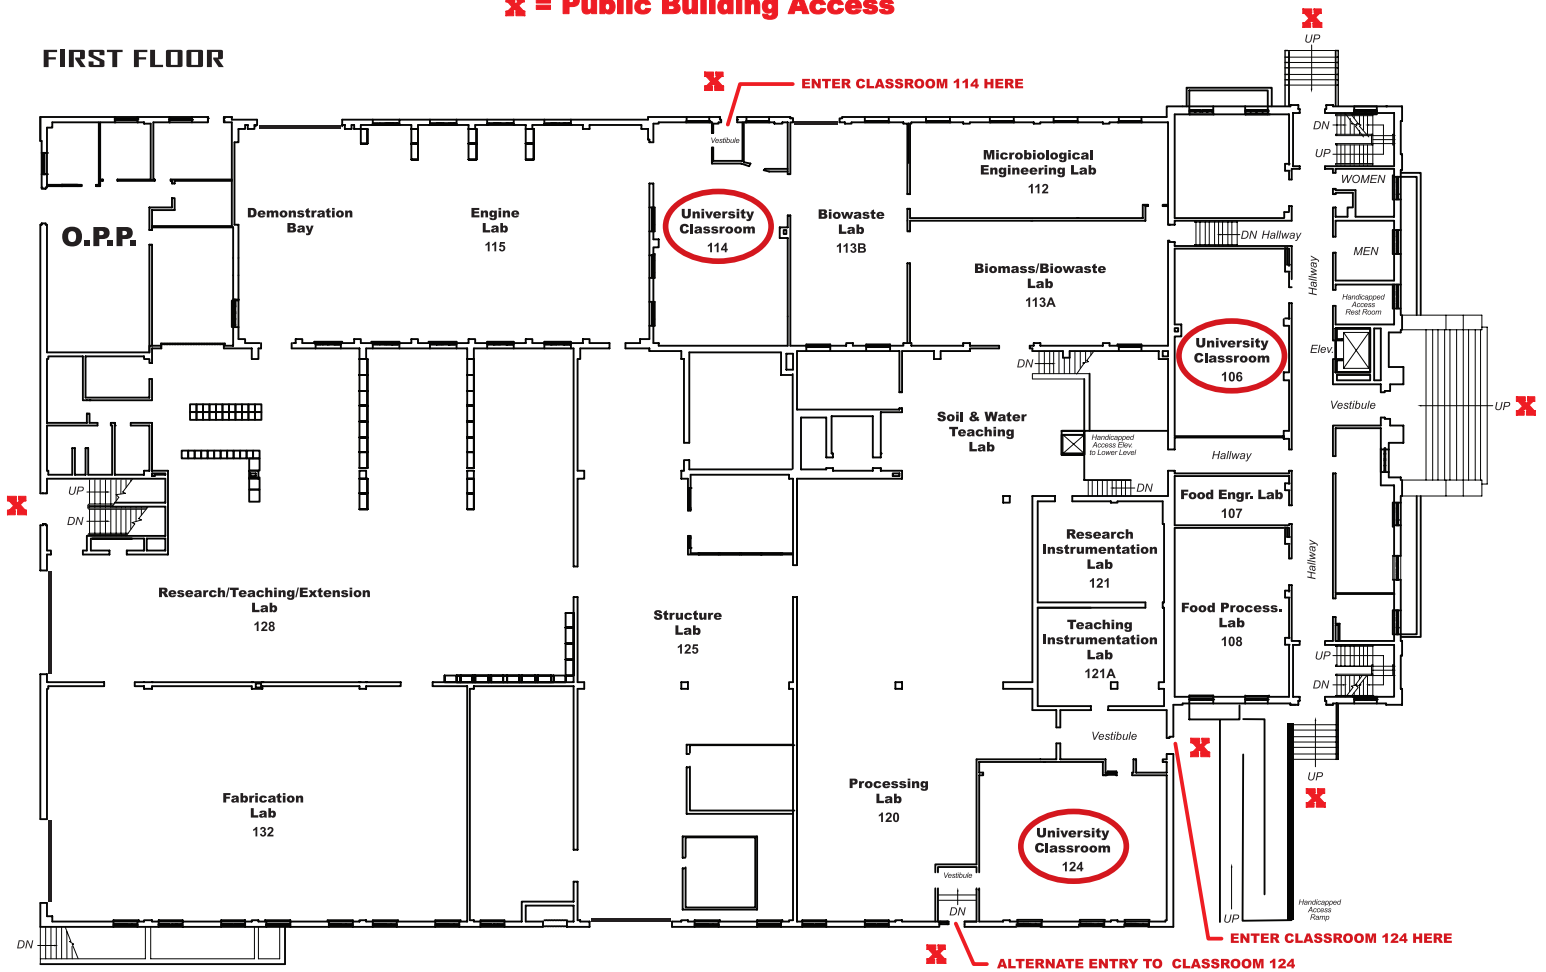 X = Public Building Access
FIRST FLOOR
X
UP
X
ENTER CLASSROOM 114 HERE
Vestibule
DN
UP
WOMEN
Microbiological
Engineering Lab
112
O.P.P.
Demonstration
Bay
Engine
Lab
115
University
Classroom
114
Biowaste
Lab
113B
DN Hallway
MEN
Hallway
Biomass/Biowaste
Lab
113A
Handicapped
Access
Rest Room
University
Classroom
106
Elev.
DN
Vestibule
UP X
Soil & Water
Teaching
Lab
Handicapped
Access Elev.
to Lower Level
Hallway
DN
UP
X
DN
Food Engr. Lab
107
Research
Instrumentation
Lab
121
Hallway
Research/Teaching/Extension
Lab
128
Structure
Lab
125
Food Process.
Lab
108
Teaching
Instrumentation
Lab
121A
UP
DN
Vestibule
X
UP
X
Fabrication
Lab
132
Processing
Lab
120
University
Classroom
124
Vestibule
DN
UP
Handicapped
Access
Ramp
DN
ENTER CLASSROOM 124 HERE
X
ALTERNATE ENTRY TO CLASSROOM 124